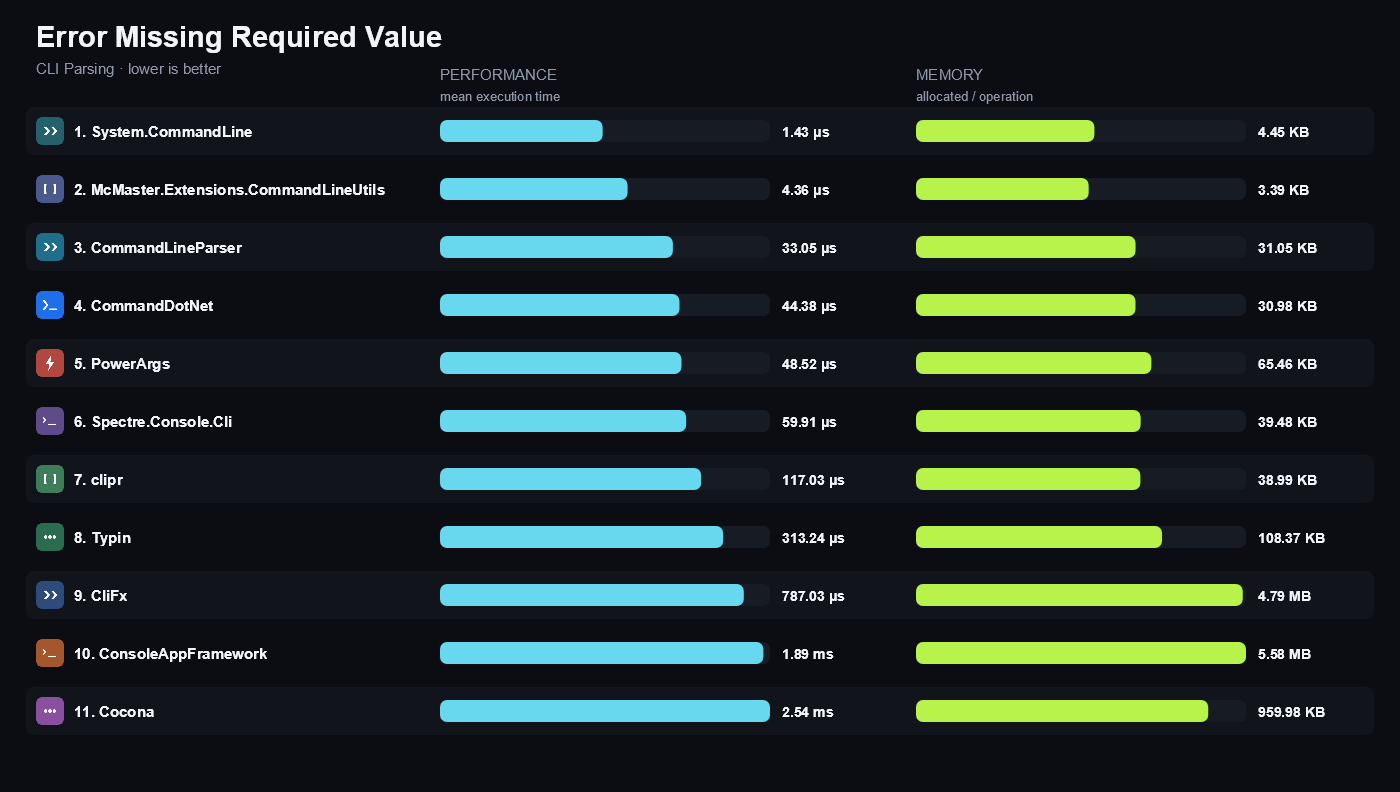 Error Missing Required Value
CLI Parsing · lower is better
PERFORMANCE
mean execution time
MEMORY
allocated / operation
1. System.CommandLine 1.43 µs 4.45 KB
2. McMaster.Extensions.CommandLineUtils 4.36 µs 3.39 KB
3. CommandLineParser 33.05 µs 31.05 KB
4. CommandDotNet 44.38 µs 30.98 KB
5. PowerArgs 48.52 µs 65.46 KB
6. Spectre.Console.Cli 59.91 µs 39.48 KB
7. clipr 117.03 µs 38.99 KB
8. Typin 313.24 µs 108.37 KB
9. CliFx 787.03 µs 4.79 MB
10. ConsoleAppFramework 1.89 ms 5.58 MB
11. Cocona 2.54 ms 959.98 KB